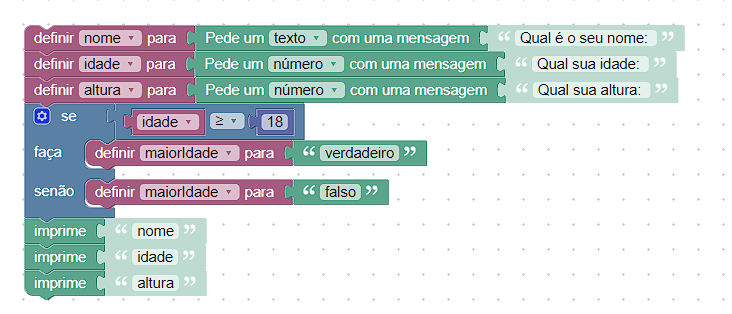 definir nome para Pede um texto com uma mensagem “ Qual é o seu nome: ”
definir idade para Pede um número com uma mensagem “ Qual sua idade: ”
definir altura para Pede um número com uma mensagem “ Qual sua altura: ”
se idade ≥ 18
faça definir maiorIdade para “ verdadeiro ”
senão definir maiorIdade para “ falso ”
imprime “ nome ”
imprime “ idade ”
imprime “ altura ”